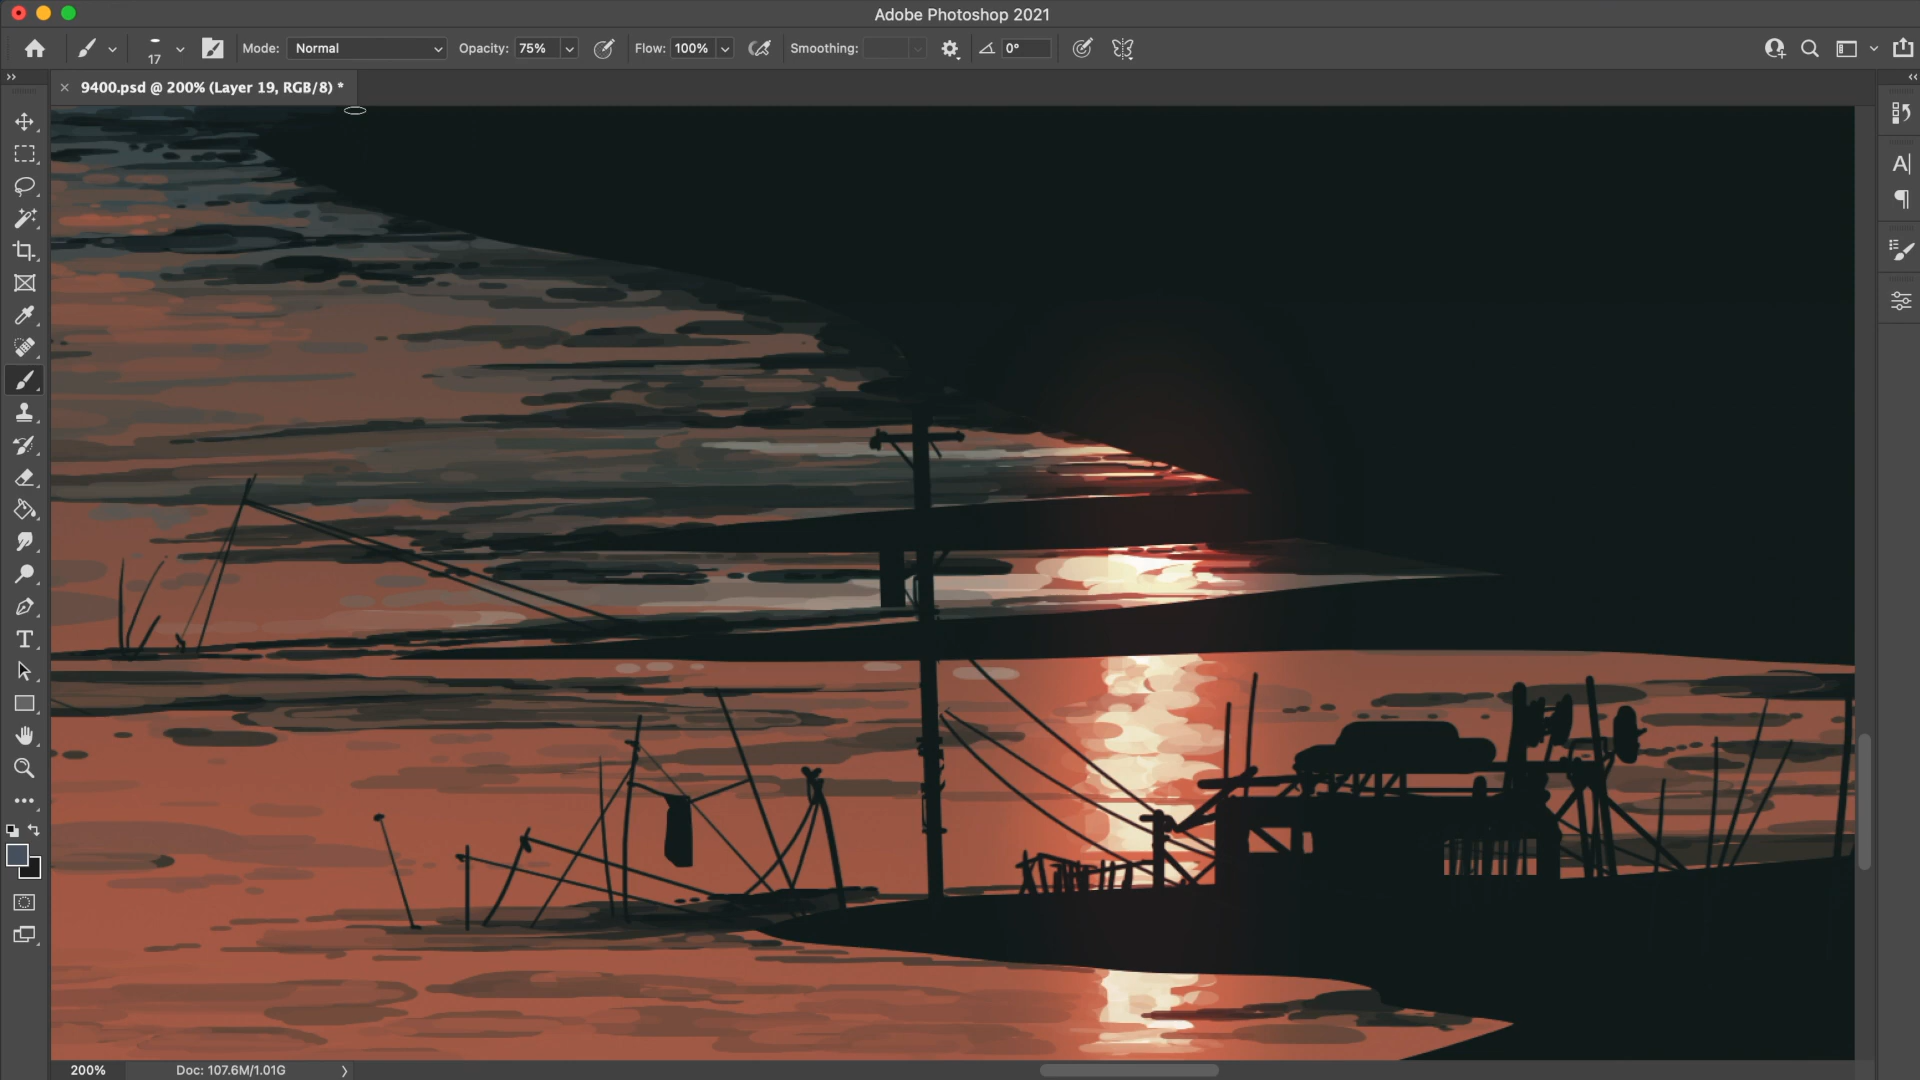 Adobe Photoshop 2021
17
Mode: Normal Opacity: 75% Flow: 100% Smoothing: 0°
9400.psd @ 200% (Layer 19, RGB/8) *
200% Doc: 107.6M/1.01G